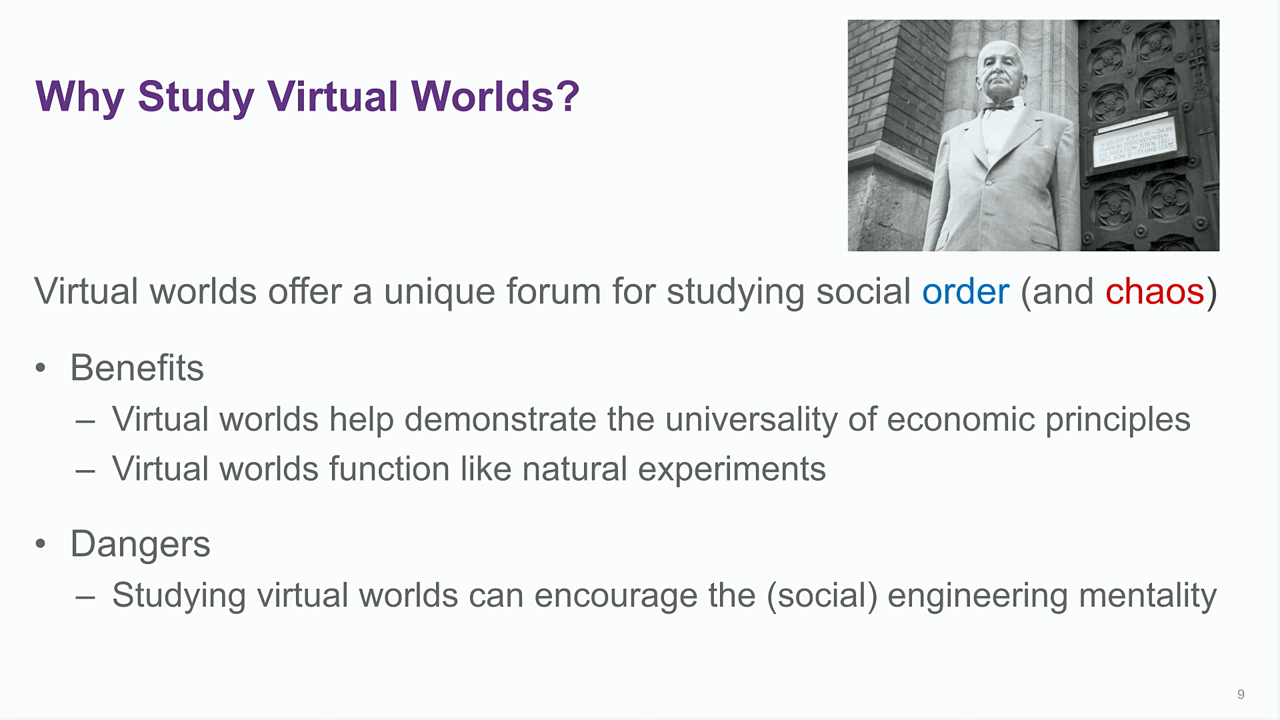 Why Study Virtual Worlds?
Virtual worlds offer a unique forum for studying social order (and chaos)
• Benefits
– Virtual worlds help demonstrate the universality of economic principles
– Virtual worlds function like natural experiments
• Dangers
– Studying virtual worlds can encourage the (social) engineering mentality
9